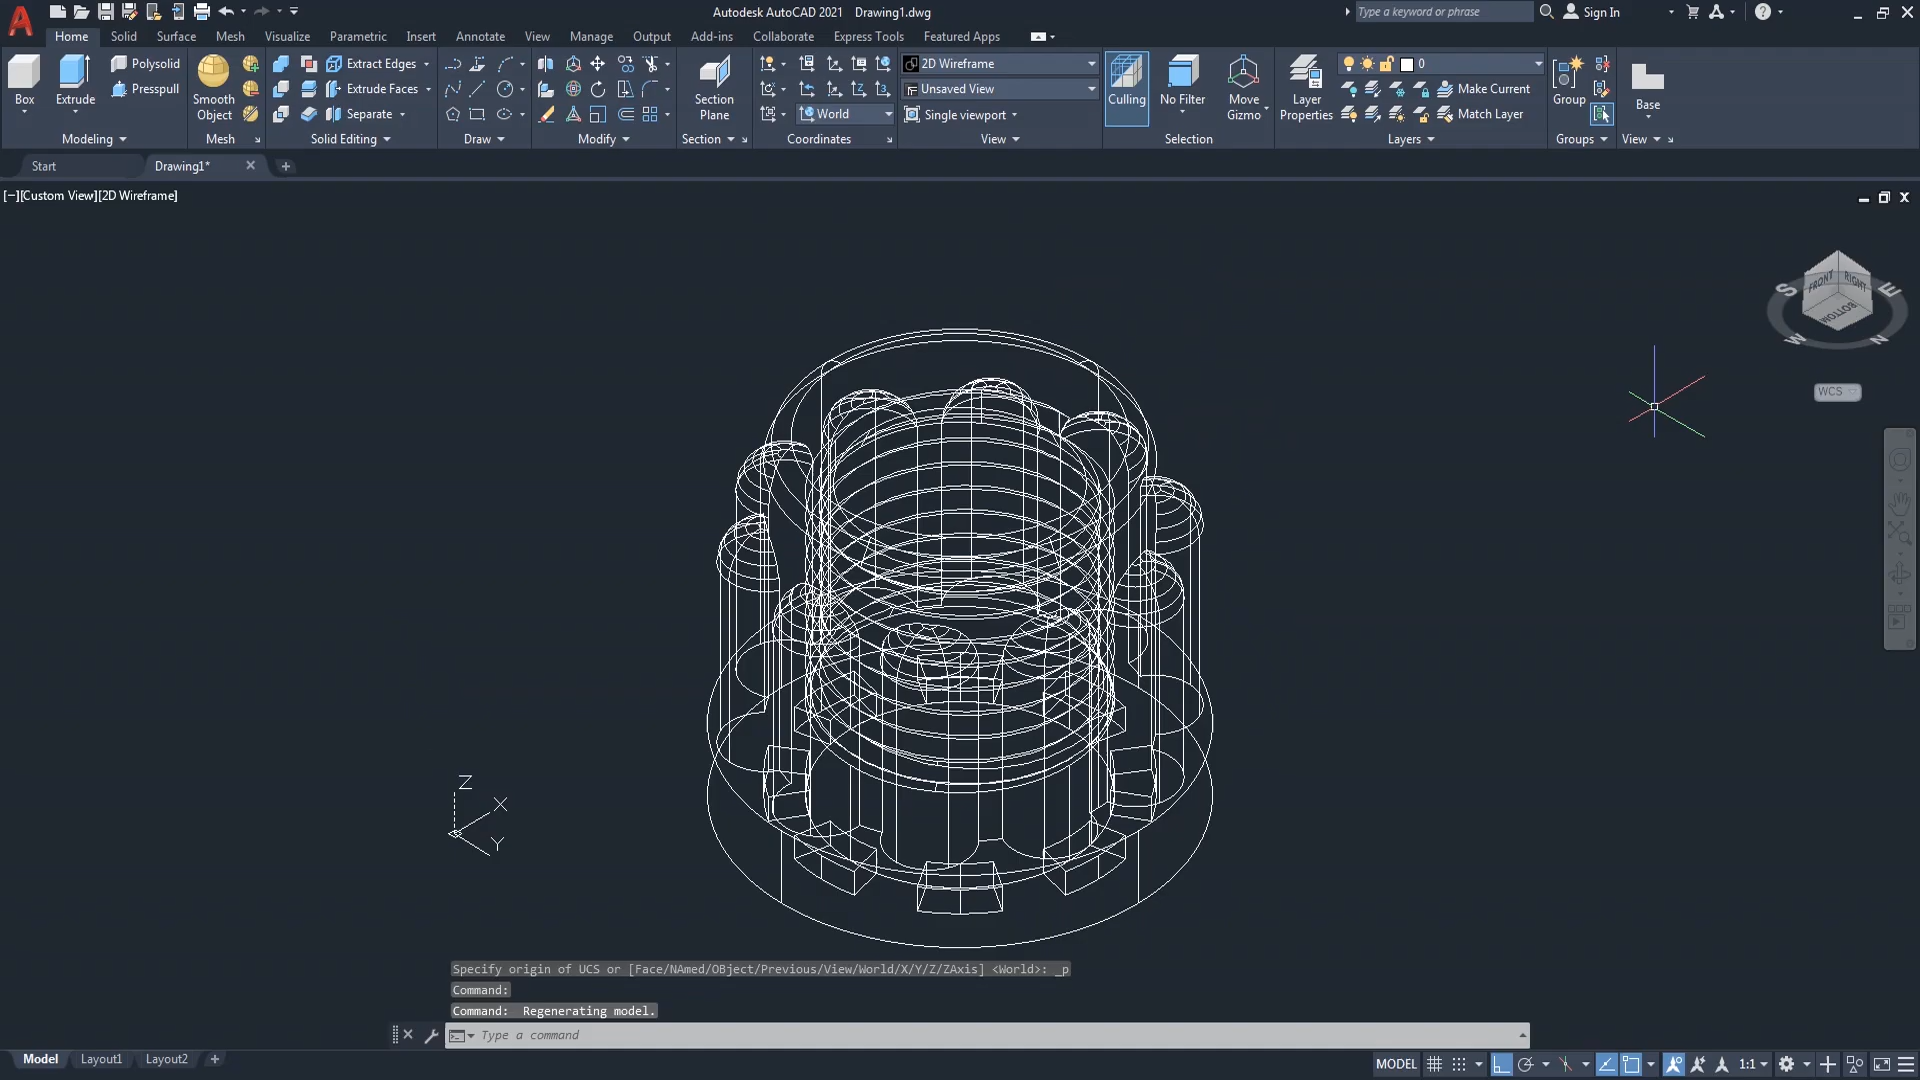 Autodesk AutoCAD 2021 Drawing1.dwg
Type a keyword or phrase
Sign In
Home Solid Surface Mesh Visualize Parametric Insert Annotate View Manage Output Add-ins Collaborate Express Tools Featured Apps
Box
Extrude
Polysolid
Presspull
Modeling
Smooth
Object
Mesh
Extract Edges
Extrude Faces
Separate
Solid Editing
Draw
Modify
Section
Plane
Section
World
Coordinates
2D Wireframe
Unsaved View
Single viewport
View
Culling
No Filter
Move
Gizmo
Selection
Layer
Properties
0
Make Current
Match Layer
Layers
Group
Groups
Base
View
Start
Drawing1*
[−][Custom View][2D Wireframe]
FRONT
RIGHT
BOTTOM
S
E
W
N
WCS
Z
X
Y
Specify origin of UCS or [Face/NAmed/OBject/Previous/View/World/X/Y/Z/ZAxis] <World>: _p
Command:
Command:  Regenerating model.
Type a command
Model Layout1 Layout2
MODEL
1:1